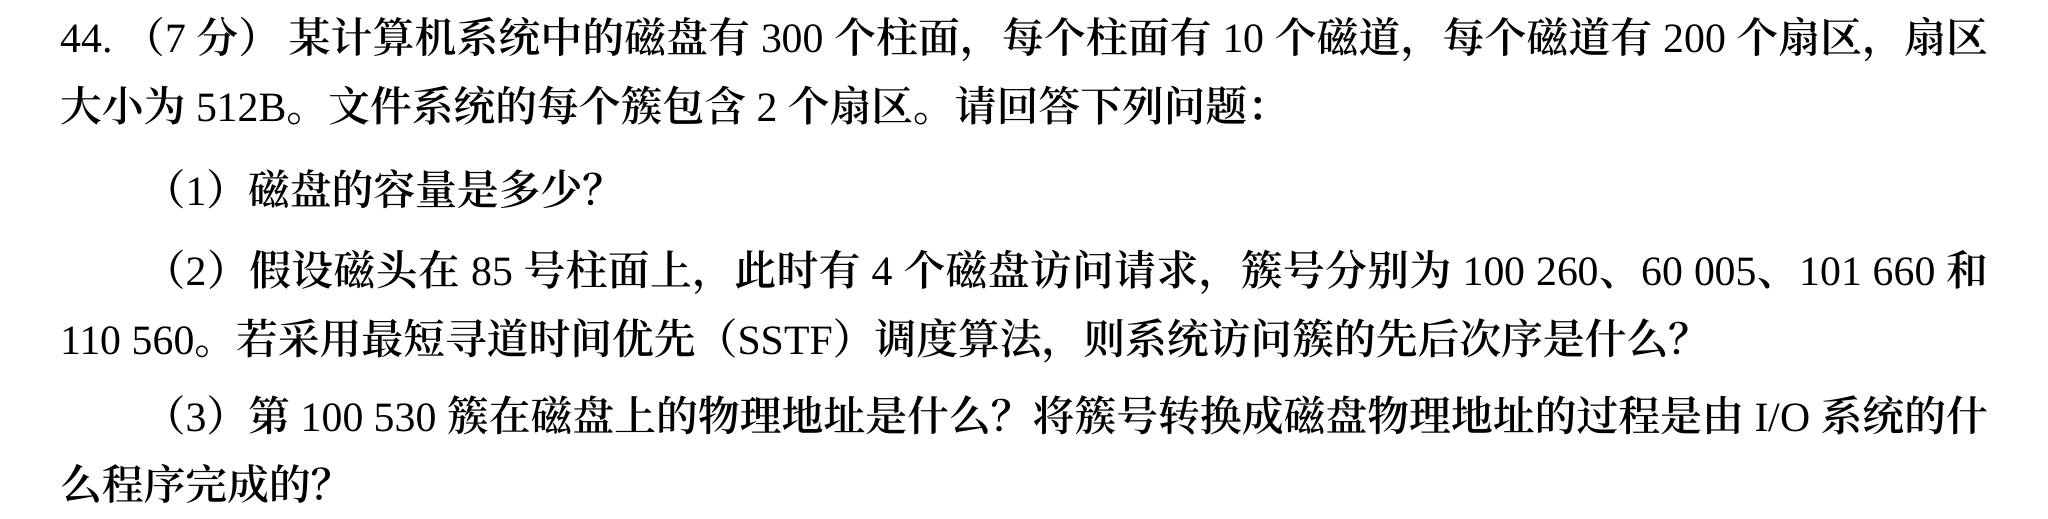 44. （7 分） 某计算机系统中的磁盘有 300 个柱面，每个柱面有 10 个磁道，每个磁道有 200 个扇区，扇区
大小为 512B。文件系统的每个簇包含 2 个扇区。请回答下列问题：
（1）磁盘的容量是多少？
（2）假设磁头在 85 号柱面上，此时有 4 个磁盘访问请求，簇号分别为 100 260、60 005、101 660 和
110 560。若采用最短寻道时间优先（SSTF）调度算法，则系统访问簇的先后次序是什么？
（3）第 100 530 簇在磁盘上的物理地址是什么？将簇号转换成磁盘物理地址的过程是由 I/O 系统的什
么程序完成的？